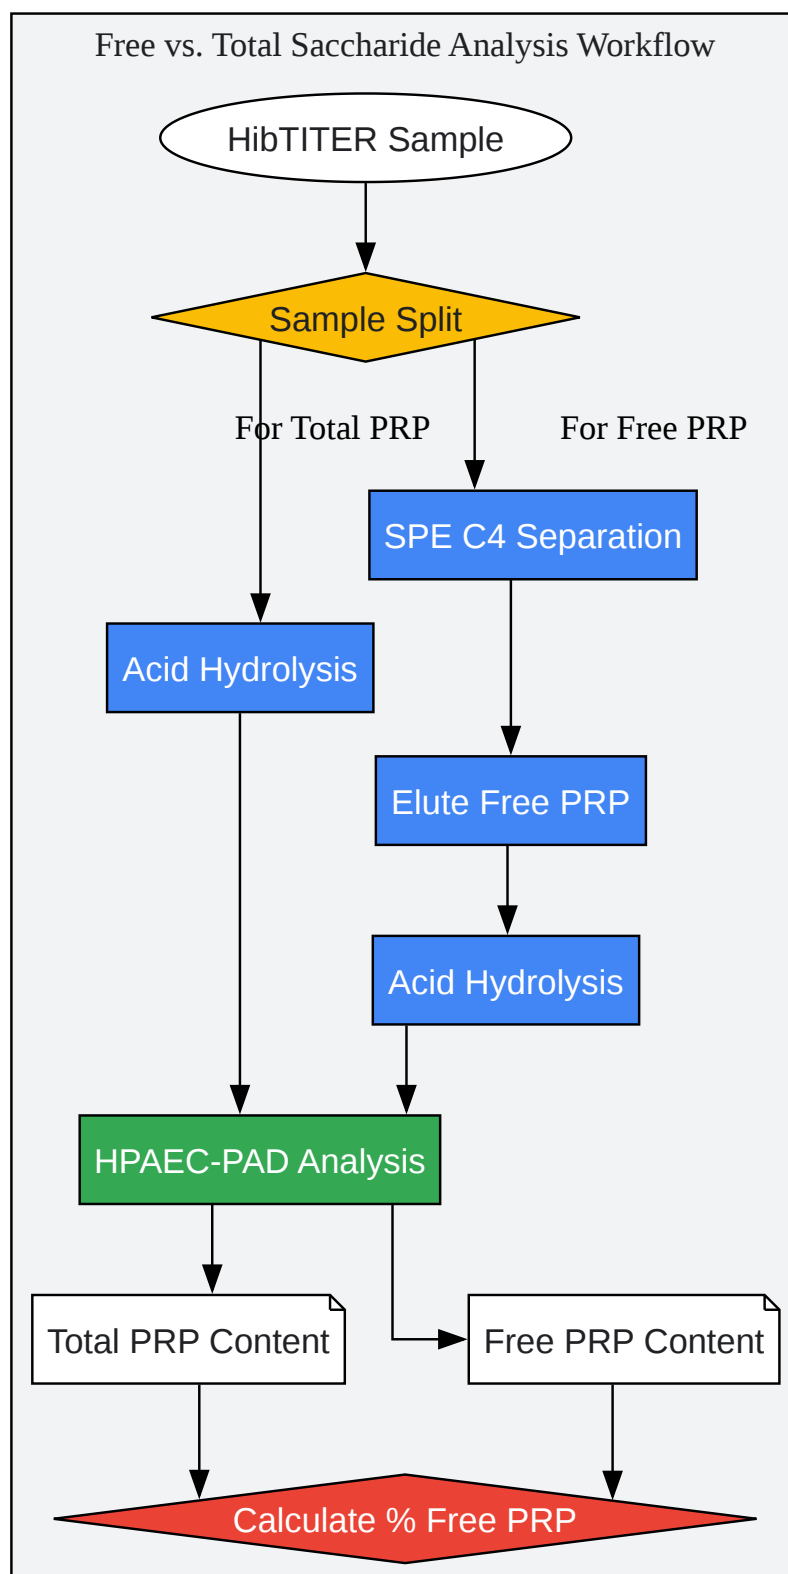 Free vs. Total Saccharide Analysis Workflow
HibTITER Sample
Sample Split
For Total PRP
For Free PRP
SPE C4 Separation
Acid Hydrolysis
Elute Free PRP
Acid Hydrolysis
HPAEC-PAD Analysis
Total PRP Content
Free PRP Content
Calculate % Free PRP